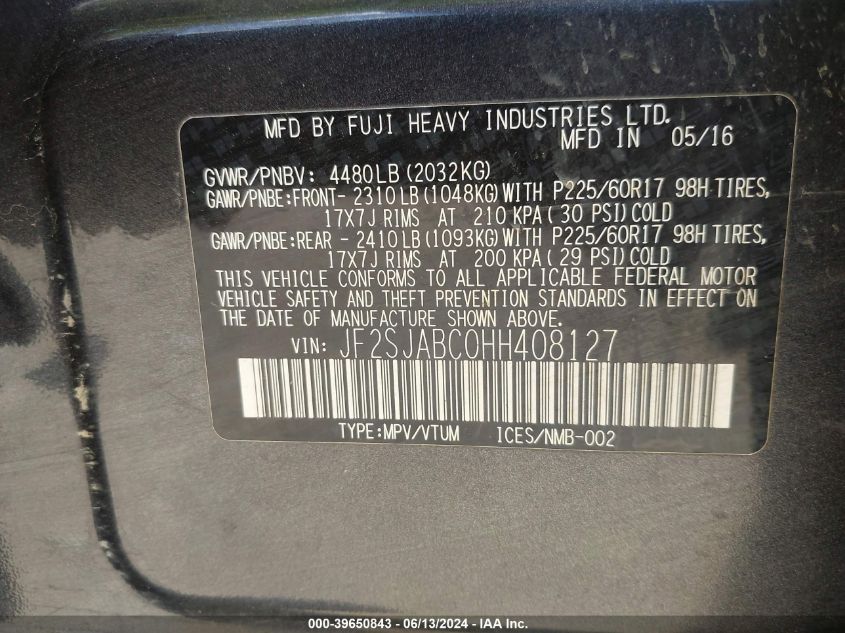 MFD BY FUJI HEAVY INDUSTRIES LTD.
MFD IN 05/16
GVWR/PNBV: 4480LB(2032KG)
GAWR/PNBE:FRONT- 2310LB(1048KG)WITH P225/60R17 98H TIRES,
17X7J RIMS AT 210 KPA(30 PSI)COLD
GAWR/PNBE:REAR - 2410LB(1093KG)WITH P225/60R17 98H TIRES,
17X7J RIMS AT 200 KPA(29 PSI)COLD
THIS VEHICLE CONFORMS TO ALL APPLICABLE FEDERAL MOTOR
VEHICLE SAFETY AND THEFT PREVENTION STANDARDS IN EFFECT ON
THE DATE OF MANUFACTURE SHOWN ABOVE.
VIN: JF2SJABC0HH408127
TYPE:MPV/VTUM ICES/NMB-002
000-39650843 - 06/13/2024 - IAA Inc.